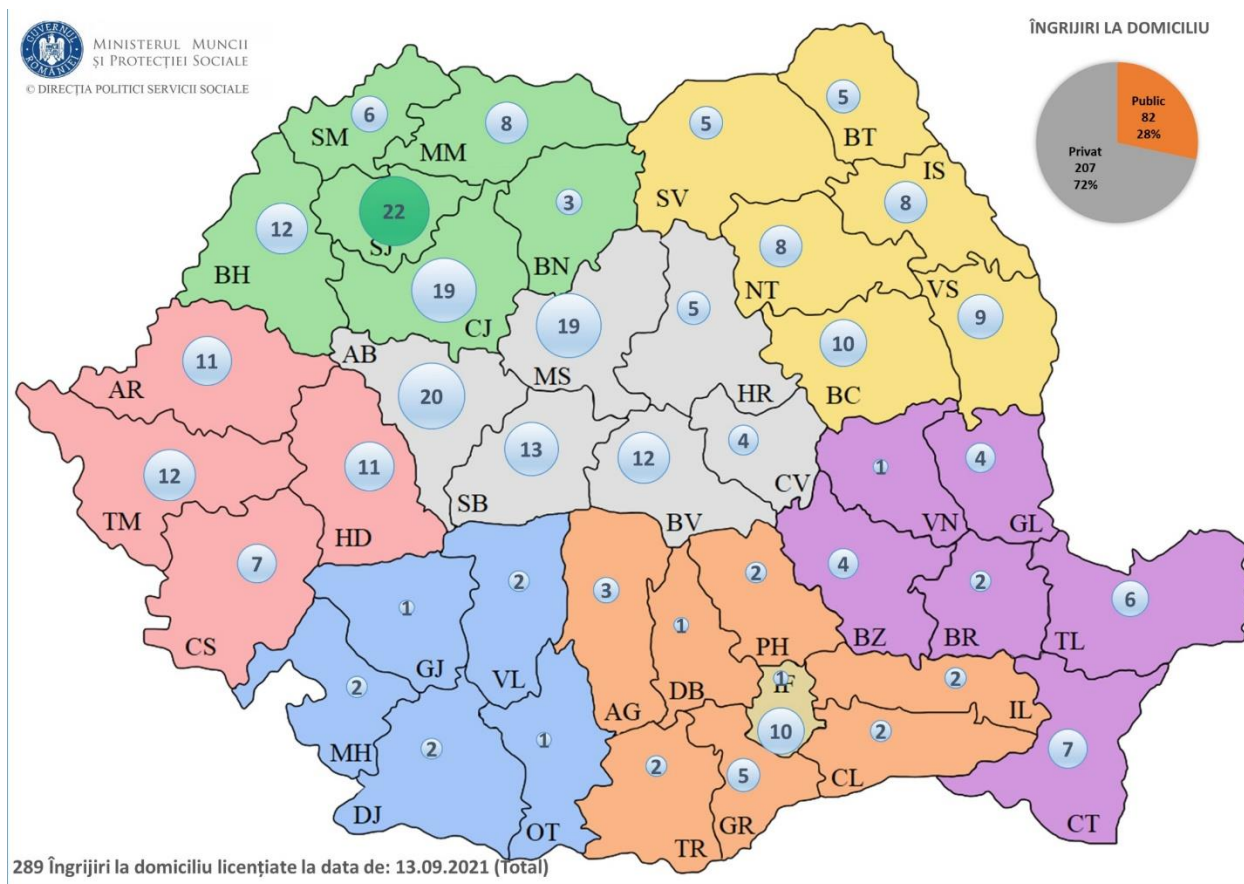 GUVERNUL ROMÂNIEI
MINISTERUL MUNCII
ȘI PROTECȚIEI SOCIALE
© DIRECȚIA POLITICI SERVICII SOCIALE
ÎNGRIJIRI LA DOMICILIU
Public
82
28%
Privat
207
72%
6
SM
8
MM
5
SV
5
BT
IS
8
12
BH
22
SJ
3
BN
19
CJ
8
NT
VS
9
10
BC
11
AR
AB
20
19
MS
5
HR
12
TM
11
HD
13
SB
12
BV
4
CV
1
VN
4
GL
7
CS
1
GJ
2
VL
3
AG
1
DB
2
PH
4
BZ
2
BR
6
TL
2
MH
2
DJ
1
OT
2
TR
5
GR
1
IF
10
2
IL
2
CL
7
CT
289 Îngrijiri la domiciliu licențiate la data de: 13.09.2021 (Total)